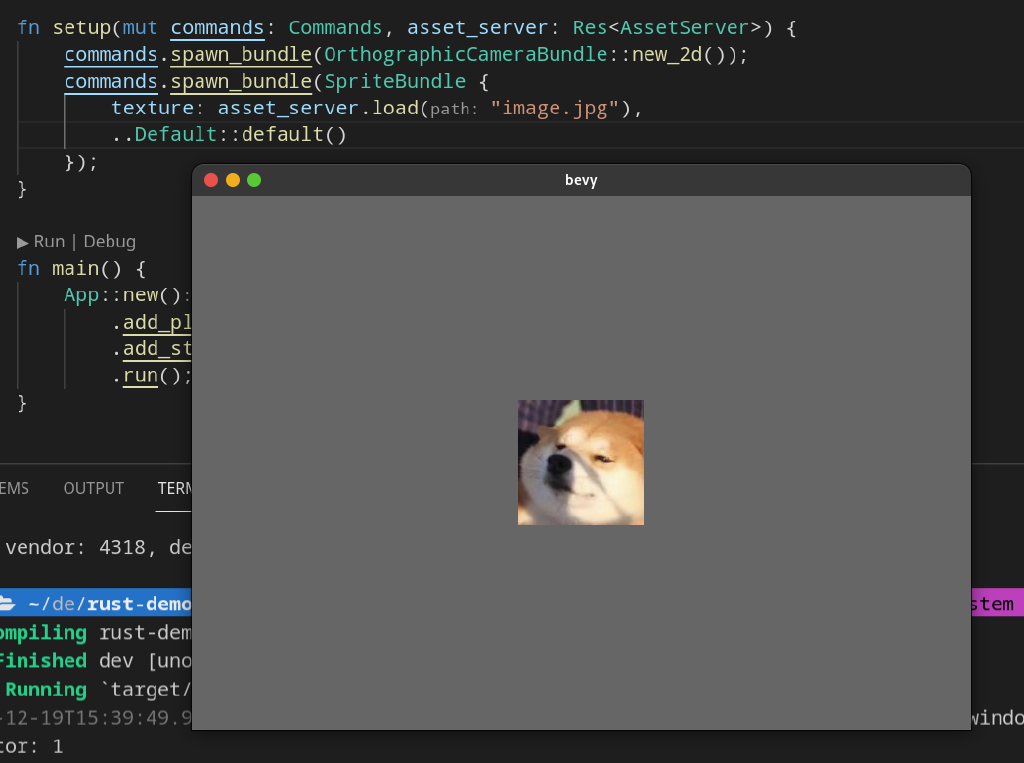 fn setup(mut commands: Commands, asset_server: Res<AssetServer>) {
commands.spawn_bundle(OrthographicCameraBundle::new_2d());
commands.spawn_bundle(SpriteBundle {
texture: asset_server.load(path: "image.jpg"),
..Default::default()
});
}
bevy
▶ Run | Debug
fn main() {
App::new():
.add_pl
.add_st
.run();
}
EMS OUTPUT TERM
vendor: 4318, de
~/de/rust-demo stem
ompiling rust-dem
Finished dev [uno
Running `target/
-12-19T15:39:49.9 windo
tor: 1